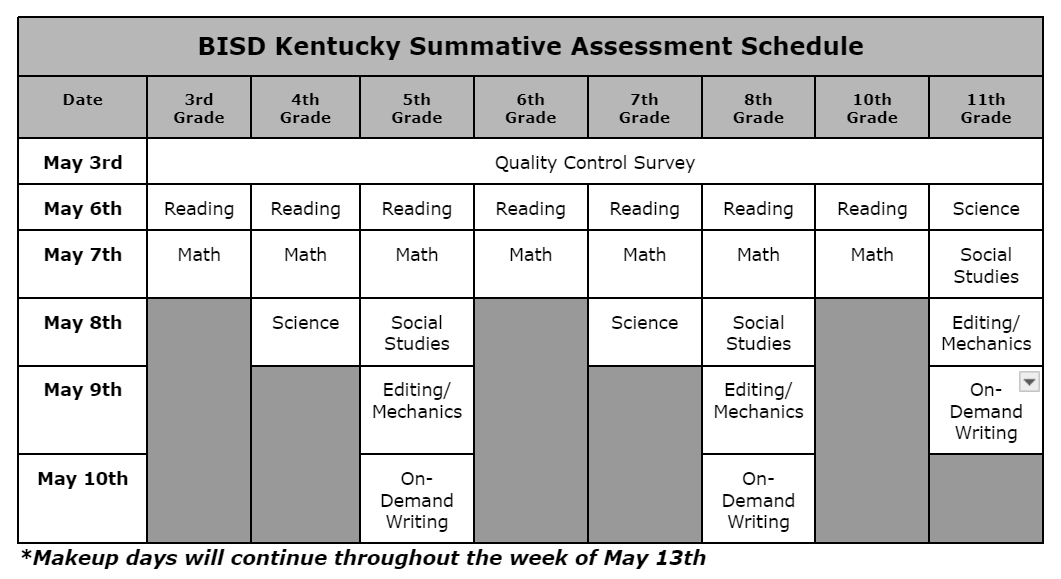 BISD Kentucky Summative Assessment Schedule
Date 3rd Grade 4th Grade 5th Grade 6th Grade 7th Grade 8th Grade 10th Grade 11th Grade
May 3rd Quality Control Survey
May 6th Reading Reading Reading Reading Reading Reading Reading Science
May 7th Math Math Math Math Math Math Math Social Studies
May 8th Science Social Studies Science Social Studies Editing/ Mechanics
May 9th Editing/ Mechanics Editing/ Mechanics On-Demand Writing
May 10th On-Demand Writing On-Demand Writing
*Makeup days will continue throughout the week of May 13th